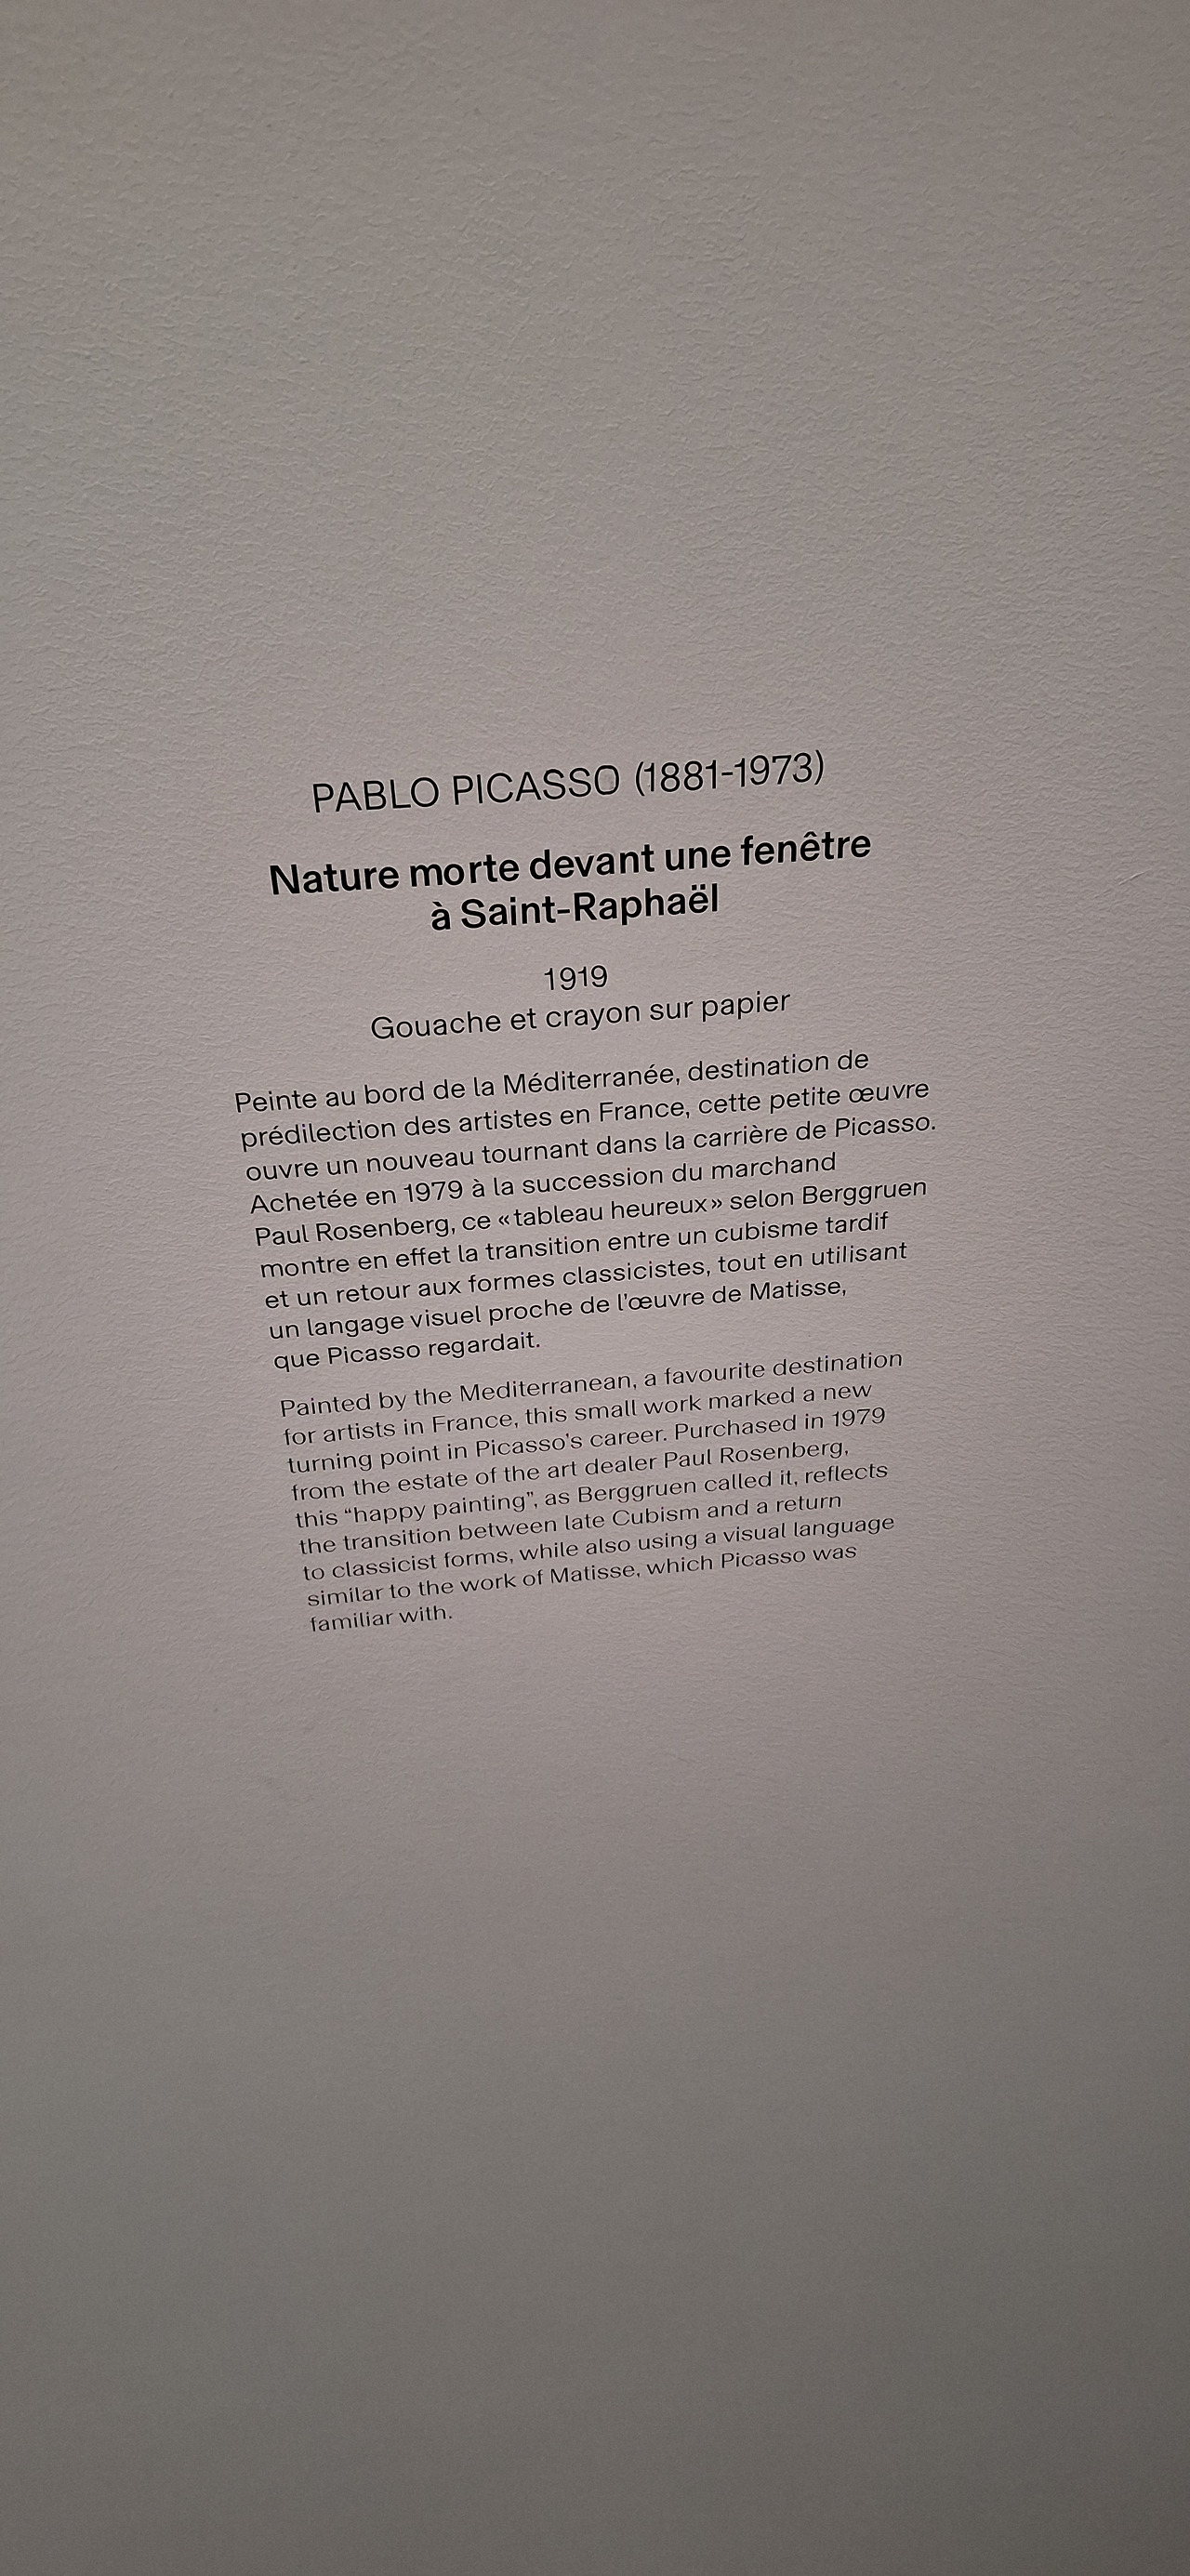 PABLO PICASSO (1881-1973)
Nature morte devant une fenêtre
à Saint-Raphaël
1919
Gouache et crayon sur papier
Peinte au bord de la Méditerranée, destination de
prédilection des artistes en France, cette petite œuvre
ouvre un nouveau tournant dans la carrière de Picasso.
Achetée en 1979 à la succession du marchand
Paul Rosenberg, ce «tableau heureux» selon Berggruen
montre en effet la transition entre un cubisme tardif
et un retour aux formes classicistes, tout en utilisant
un langage visuel proche de l'œuvre de Matisse,
que Picasso regardait.
Painted by the Mediterranean, a favourite destination
for artists in France, this small work marked a new
turning point in Picasso's career. Purchased in 1979
from the estate of the art dealer Paul Rosenberg,
this “happy painting”, as Berggruen called it, reflects
the transition between late Cubism and a return
to classicist forms, while also using a visual language
similar to the work of Matisse, which Picasso was
familiar with.